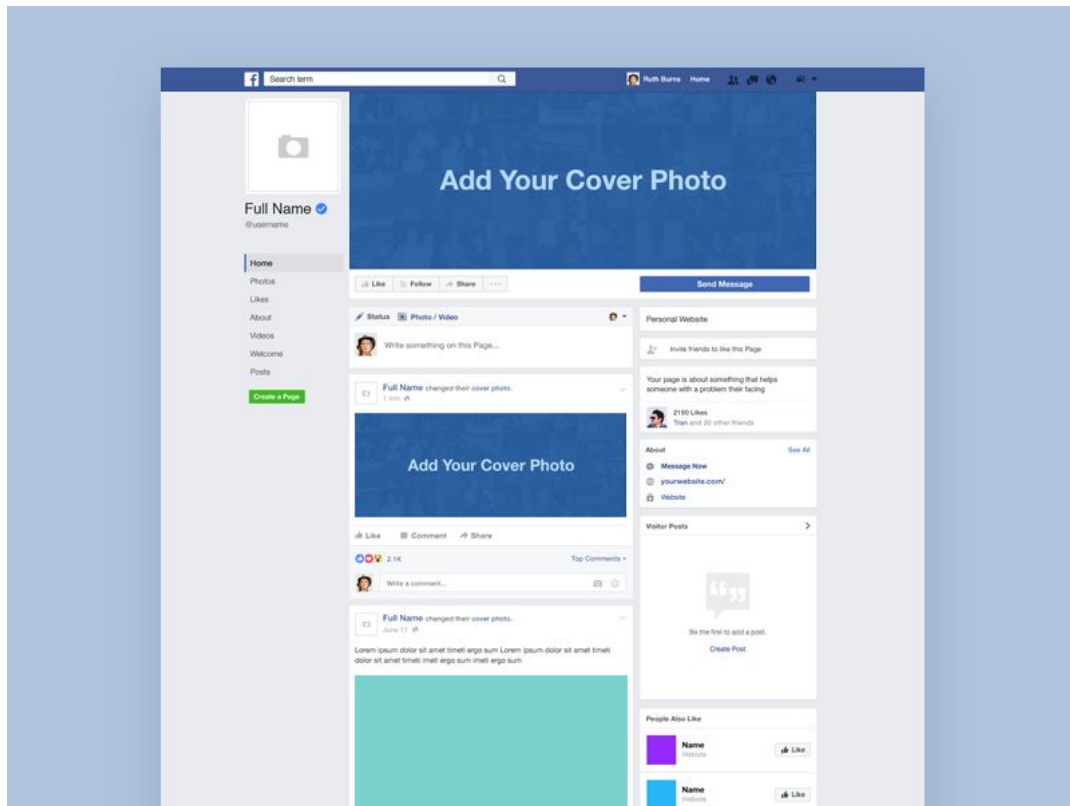 f
Search term
Ruth Burns Home
Add Your Cover Photo
Full Name
@username
Home
Photos
Likes
About
Videos
Welcome
Posts
Create a Page
Like Follow Share ...
Send Message
Status Photo / Video
Write something on this Page...
Full Name changed their cover photo.
1 min
Add Your Cover Photo
Like Comment Share
2.1K Top Comments
Write a comment...
Full Name changed their cover photo.
June 17
Lorem ipsum dolor sit amet timeti ergo sum Lorem ipsum dolor sit amet timeti
dolor sit amet timeti imeti ergo sum imeti ergo sum
Personal Website
Invite friends to like this Page
Your page is about something that helps
someone with a problem their facing
2150 Likes
Tran and 20 other friends
About See All
Message Now
yourwebsite.com/
Website
Visitor Posts
Be the first to add a post.
Create Post
People Also Like
Name
Website
Like
Name
Website
Like